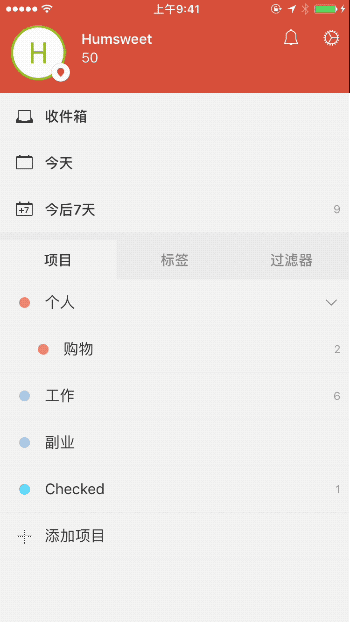 上午9:41
H
Humsweet
50
收件箱
今天
+7 今后7天 9
项目 标签 过滤器
个人
购物 2
工作 6
副业
Checked 1
添加项目